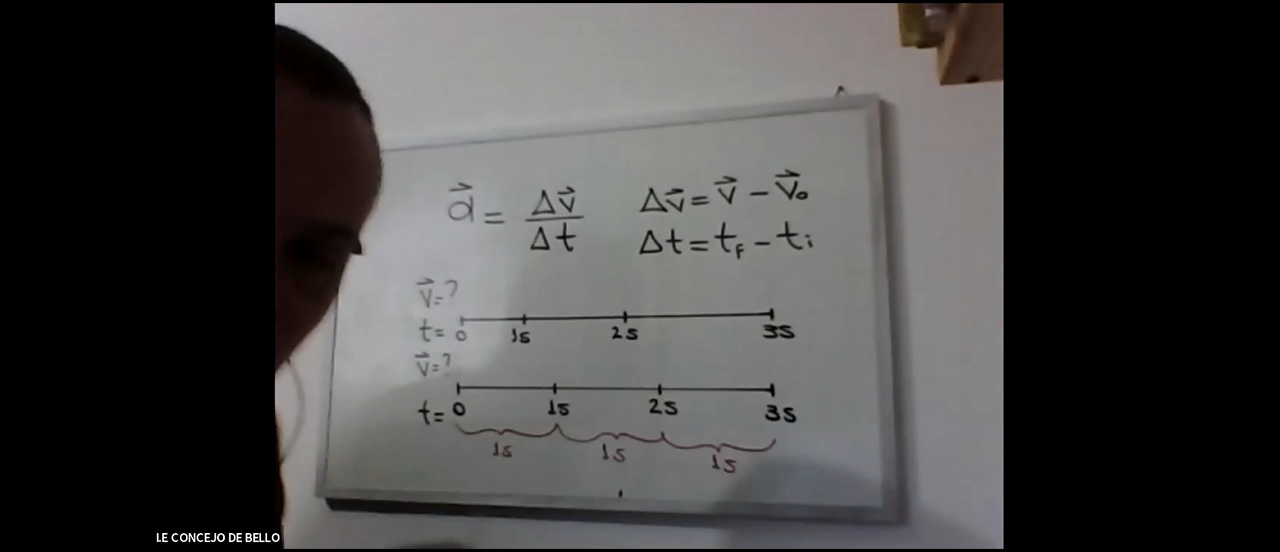 a⃗ = Δv⃗ / Δt
Δv⃗ = v⃗ - v⃗₀
Δt = t_F - t_i
v⃗ = ?
t = 0 1s 2s 3s
v⃗ = ?
t = 0 1s 2s 3s
1s 1s 1s
I.E CONCEJO DE BELLO